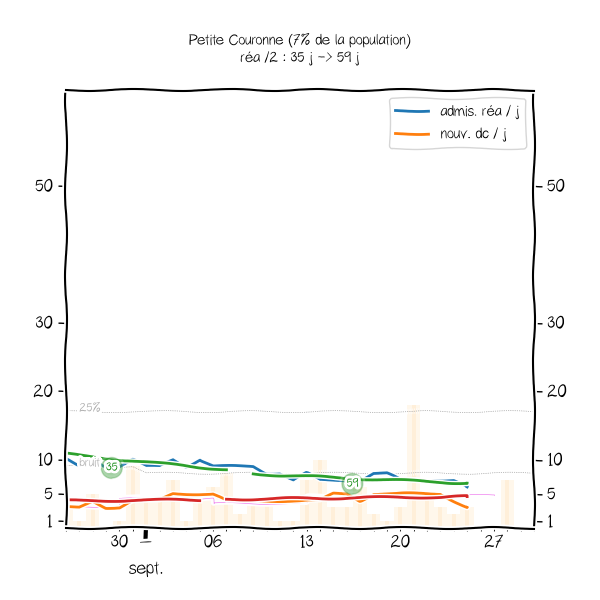 Petite Couronne (7% de la population)
réa /2 : 35 j -> 59 j
admis. réa / j
nouv. dc / j
50 50
30 30
20 20
25%
10 10
bruit
35
59
5 5
1 1
30 06 13 20 27
sept.